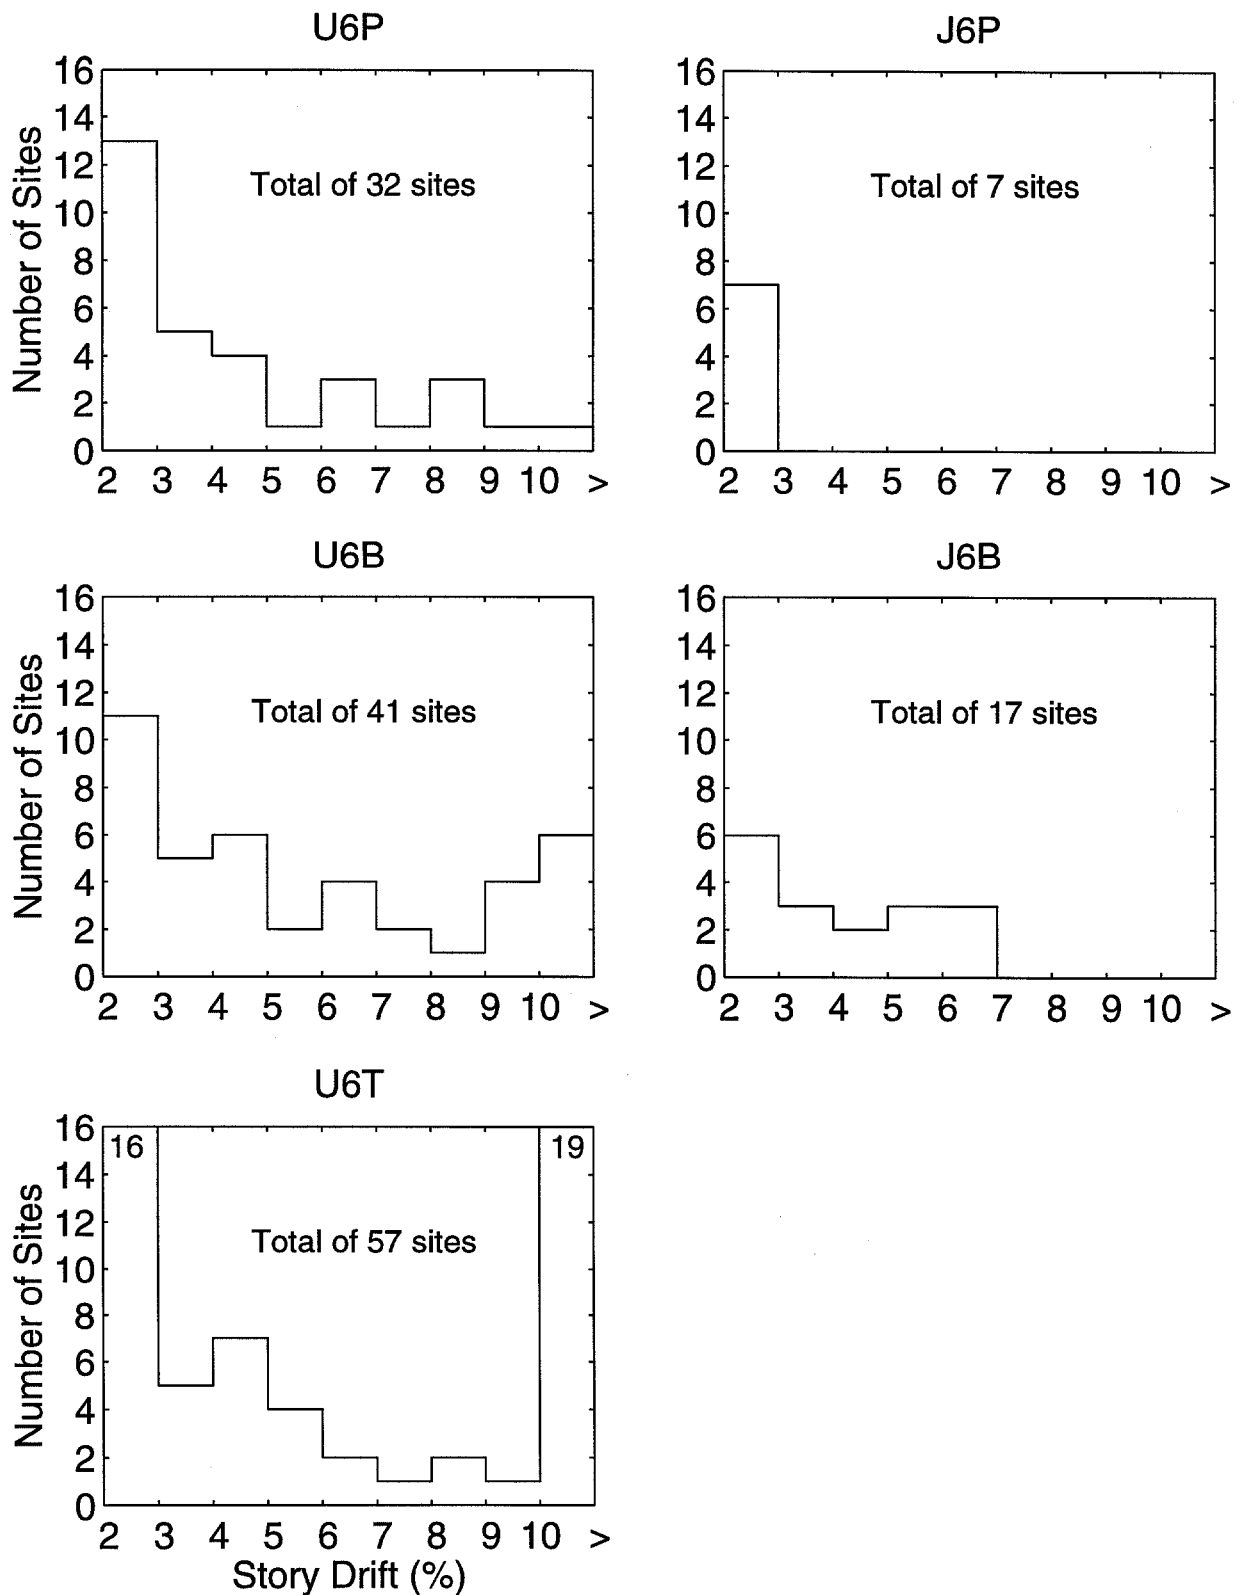 U6P
16
14
12
10
8
6
4
2
0
Number of Sites
Total of 32 sites
2 3 4 5 6 7 8 9 10 >
J6P
16
14
12
10
8
6
4
2
0
Total of 7 sites
2 3 4 5 6 7 8 9 10 >
U6B
16
14
12
10
8
6
4
2
0
Number of Sites
Total of 41 sites
2 3 4 5 6 7 8 9 10 >
J6B
16
14
12
10
8
6
4
2
0
Total of 17 sites
2 3 4 5 6 7 8 9 10 >
U6T
16
14
12
10
8
6
4
2
0
Number of Sites
16
19
Total of 57 sites
2 3 4 5 6 7 8 9 10 >
Story Drift (%)